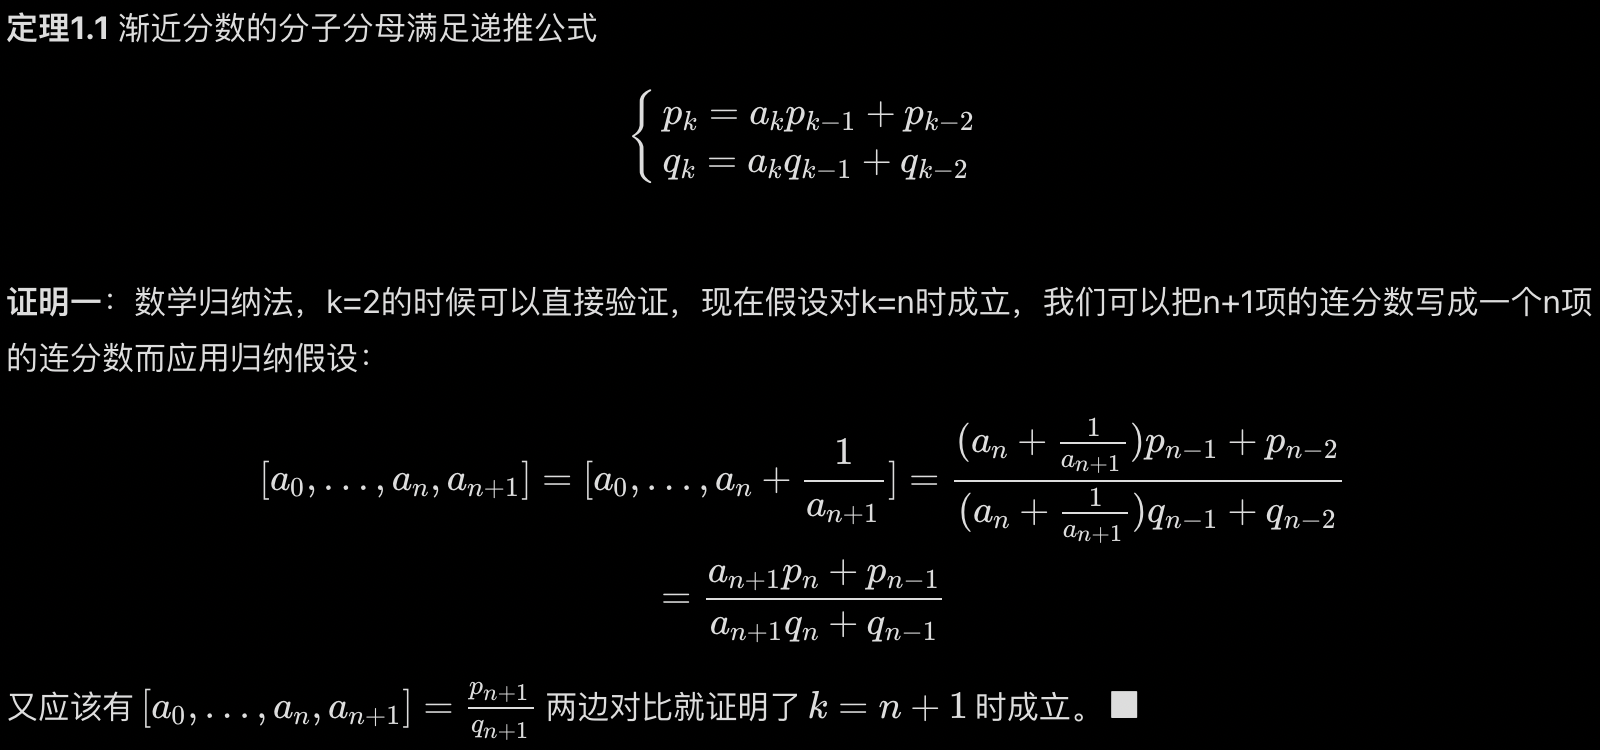 定理1.1 渐近分数的分子分母满足递推公式
$$\begin{cases} p_k = a_k p_{k-1} + p_{k-2} \\ q_k = a_k q_{k-1} + q_{k-2} \end{cases}$$
证明一：数学归纳法，k=2的时候可以直接验证，现在假设对k=n时成立，我们可以把n+1项的连分数写成一个n项
的连分数而应用归纳假设：
$$[a_0, \ldots, a_n, a_{n+1}] = [a_0, \ldots, a_n + \frac{1}{a_{n+1}}] = \frac{(a_n + \frac{1}{a_{n+1}})p_{n-1} + p_{n-2}}{(a_n + \frac{1}{a_{n+1}})q_{n-1} + q_{n-2}}$$
$$= \frac{a_{n+1}p_n + p_{n-1}}{a_{n+1}q_n + q_{n-1}}$$
又应该有 $[a_0, \ldots, a_n, a_{n+1}] = \frac{p_{n+1}}{q_{n+1}}$ 两边对比就证明了 $k = n + 1$ 时成立。■